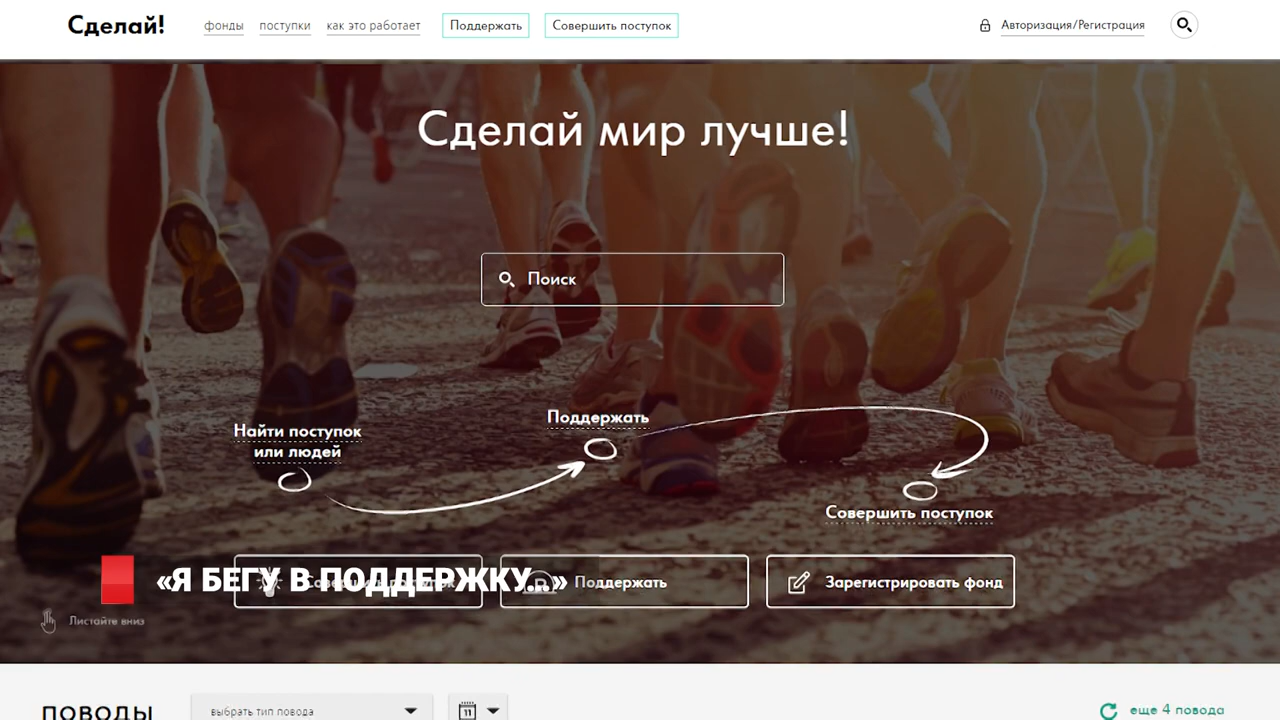 Сделай!
фонды
поступки
как это работает
Поддержать
Совершить поступок
Авторизация/Регистрация
Сделай мир лучше!
Поиск
Найти поступок
или людей
Поддержать
Совершить поступок
«Я БЕГУ В ПОДДЕРЖКУ...»
Поддержать
Зарегистрировать фонд
Листайте вниз
ПОВОДЫ
выбрать тип повода
11
еще 4 повода